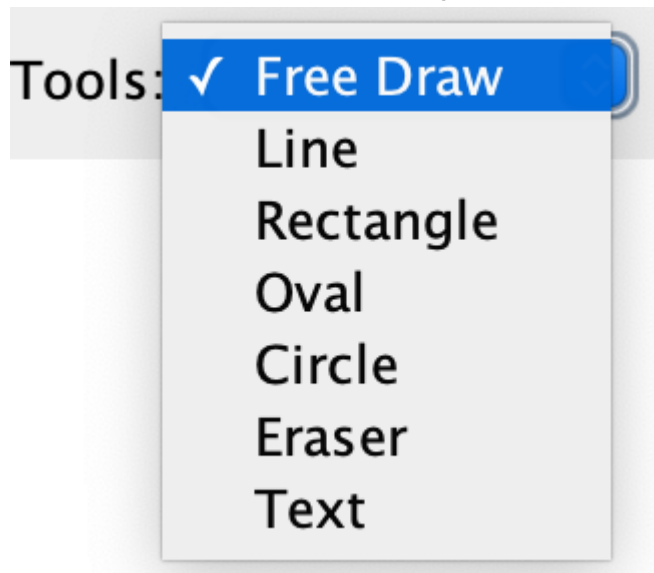 Tools: ✓ Free Draw
Line
Rectangle
Oval
Circle
Eraser
Text